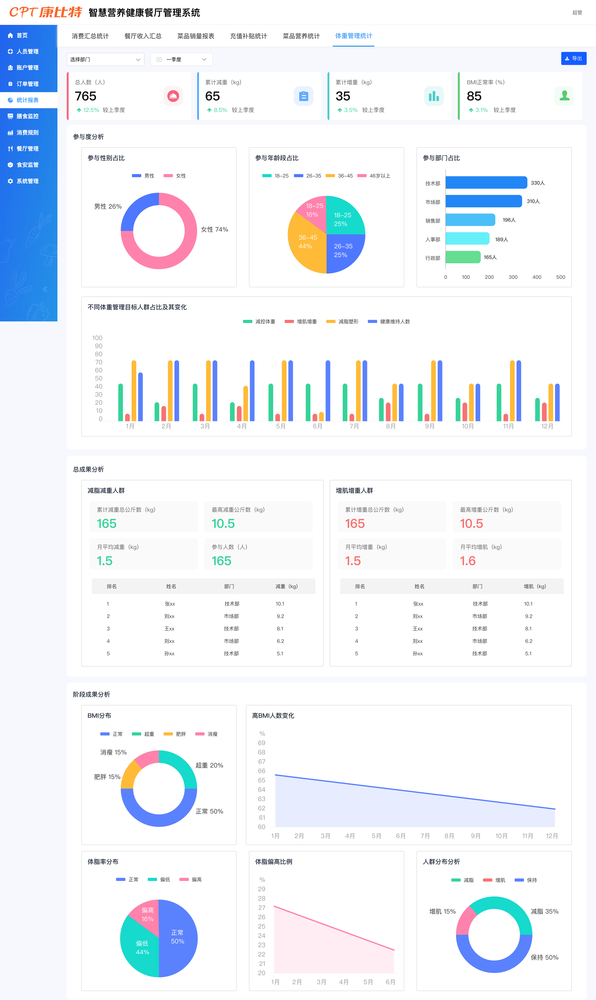 CPT康比特 智慧营养健康餐厅管理系统 超管
首页
人员管理
账户管理
订单管理
统计报表
膳食监控
消费规则
餐厅管理
食安监管
系统管理
消费汇总统计 餐厅收入汇总 菜品销量报表 充值补贴统计 菜品营养统计 体重管理统计
选择部门 一季度 导出
总人数（人）
765
12.5% 较上季度
累计减重（kg）
65
8.5% 较上季度
累计增重（kg）
35
3.5% 较上季度
BMI正常率 (%)
85
3.1% 较上季度
参与度分析
参与性别占比
男性 女性
男性 26%
女性 74%
参与年龄段占比
18-25 26-35 36-45 46岁以上
18-25
16%
18-25
25%
36-45
44%
26-35
25%
参与部门占比
技术部 330人
市场部 310人
销售部 196人
人事部 189人
行政部 165人
0 100 200 300 400 500
不同体重管理目标人群占比及其变化
减控体重 增肌增重 减脂塑形 健康维持人数
100
90
80
70
60
50
40
30
20
10
0
1月 2月 3月 4月 5月 6月 7月 8月 9月 10月 11月 12月
总成果分析
减脂减重人群
累计减重总公斤数（kg）
165
最高减重公斤数（kg）
10.5
月平均减重（kg）
1.5
参与人数（人）
165
排名 姓名 部门 减重（kg）
1 张xx 技术部 10.1
2 刘xx 市场部 9.2
3 王xx 技术部 8.1
4 刘xx 市场部 6.2
5 孙xx 技术部 5.1
增肌增重人群
累计增重总公斤数（kg）
165
最高增重公斤数（kg）
10.5
月平均增重（kg）
1.5
月平均增肌（kg）
1.6
排名 姓名 部门 增肌（kg）
1 张xx 技术部 10.1
2 刘xx 市场部 9.2
3 王xx 技术部 8.1
4 刘xx 市场部 6.2
5 孙xx 技术部 5.1
阶段成果分析
BMI分布
正常 超重 肥胖 消瘦
消瘦 15%
超重 20%
肥胖 15%
正常 50%
高BMI人数变化
%
69
68
67
66
65
64
63
62
61
60
1月 2月 3月 4月 5月 6月 7月 8月 9月 10月 11月 12月
体脂率分布
正常 偏低 偏高
偏高
16%
正常
50%
偏低
44%
体脂偏高比例
%
29
28
27
26
25
24
23
22
21
20
1月 2月 3月 4月 5月 6月
人群分布分析
减脂 增肌 保持
增肌 15%
减脂 35%
保持 50%